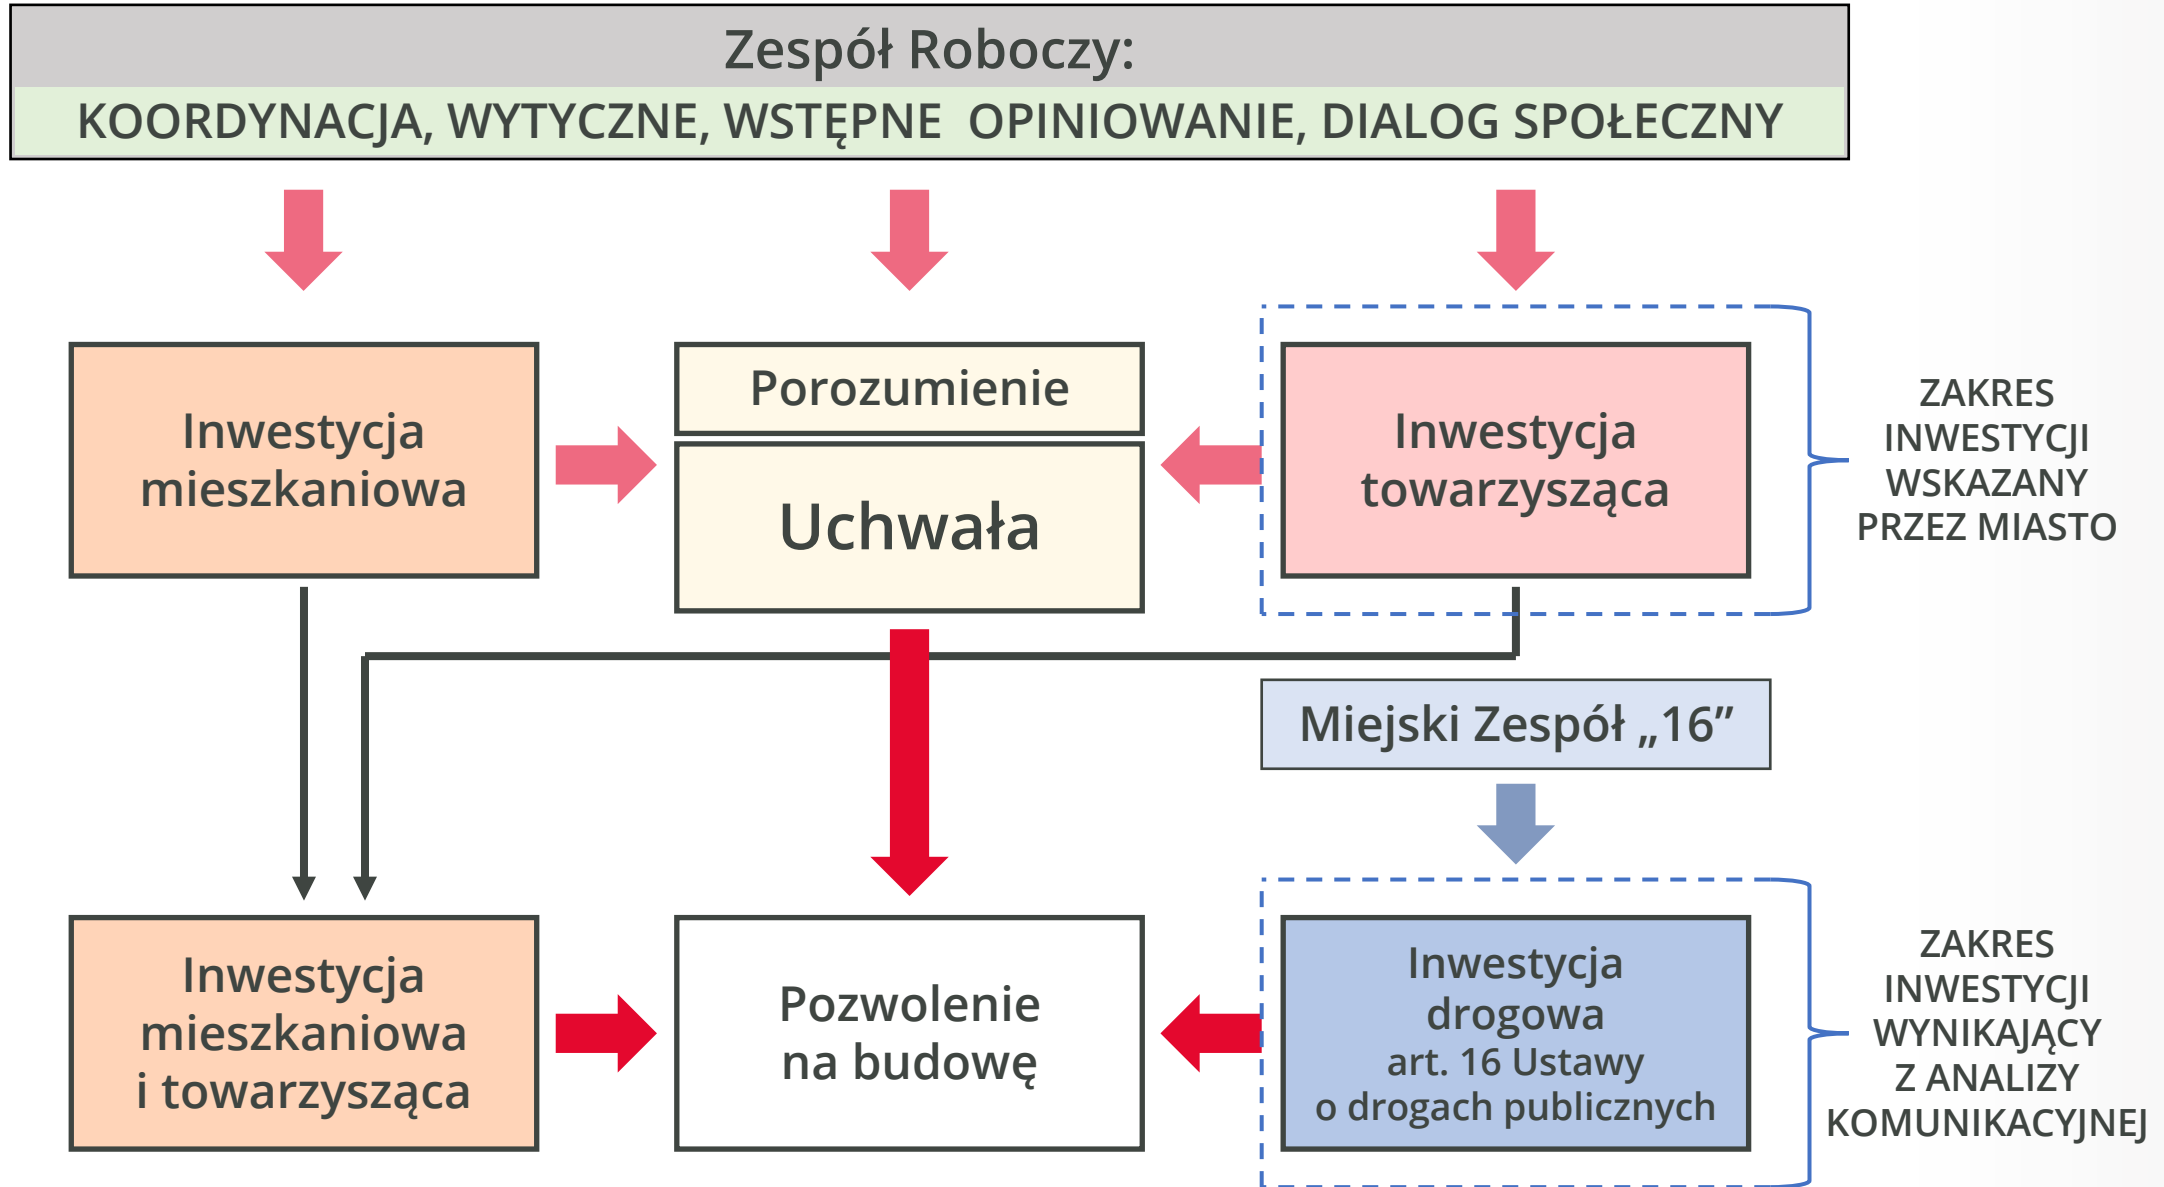 Zespół Roboczy:
KOORDYNACJA, WYTYCZNE, WSTĘPNE OPINIOWANIE, DIALOG SPOŁECZNY
Inwestycja
mieszkaniowa
Porozumienie
Uchwała
Inwestycja
towarzysząca
ZAKRES
INWESTYCJI
WSKAZANY
PRZEZ MIASTO
Miejski Zespół „16”
Inwestycja
mieszkaniowa
i towarzysząca
Pozwolenie
na budowę
Inwestycja
drogowa
art. 16 Ustawy
o drogach publicznych
ZAKRES
INWESTYCJI
WYNIKAJĄCY
Z ANALIZY
KOMUNIKACYJNEJ